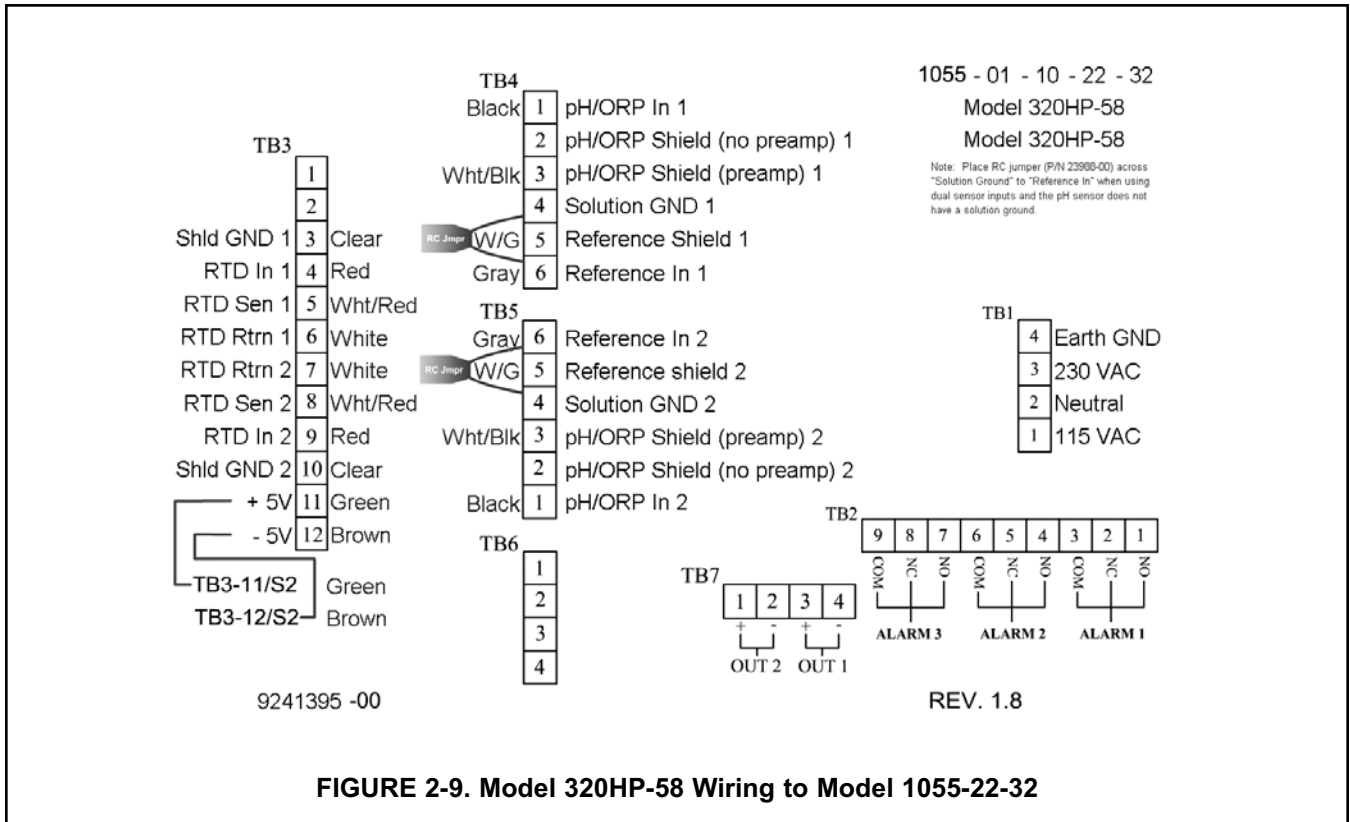 1055 - 01 - 10 - 22 - 32
Model 320HP-58
Model 320HP-58
Note: Place RC jumper (P/N 23988-00) across
"Solution Ground" to "Reference In" when using
dual sensor inputs and the pH sensor does not
have a solution ground.
TB3
1
2
Shld GND 1 3 Clear
RTD In 1 4 Red
RTD Sen 1 5 Wht/Red
RTD Rtrn 1 6 White
RTD Rtrn 2 7 White
RTD Sen 2 8 Wht/Red
RTD In 2 9 Red
Shld GND 2 10 Clear
+ 5V 11 Green
- 5V 12 Brown
TB3-11/S2 Green
TB3-12/S2 Brown
9241395 -00
TB4
Black 1 pH/ORP In 1
2 pH/ORP Shield (no preamp) 1
Wht/Blk 3 pH/ORP Shield (preamp) 1
4 Solution GND 1
RC Jmpr W/G 5 Reference Shield 1
Gray 6 Reference In 1
TB5
Gray 6 Reference In 2
RC Jmpr W/G 5 Reference shield 2
4 Solution GND 2
Wht/Blk 3 pH/ORP Shield (preamp) 2
2 pH/ORP Shield (no preamp) 2
Black 1 pH/ORP In 2
TB6
1
2
3
4
TB1
4 Earth GND
3 230 VAC
2 Neutral
1 115 VAC
TB2
9 8 7 6 5 4 3 2 1
COM NC NO COM NC NO COM NC NO
ALARM 3 ALARM 2 ALARM 1
TB7
1 2 3 4
+ - + -
OUT 2 OUT 1
REV. 1.8
FIGURE 2-9. Model 320HP-58 Wiring to Model 1055-22-32